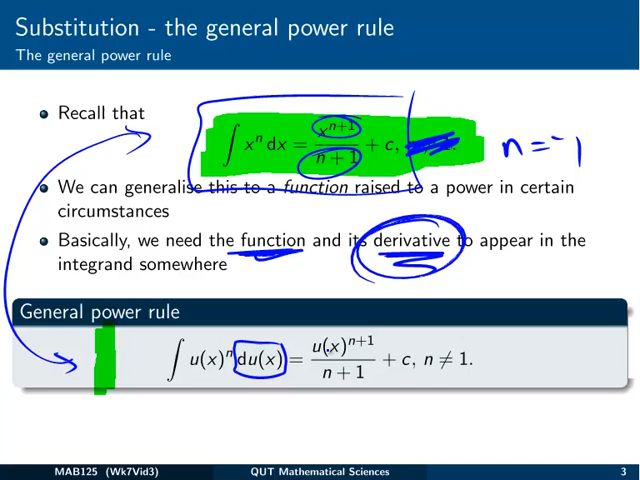 Substitution - the general power rule
The general power rule
Recall that
∫ xⁿ dx = xⁿ⁺¹ / n + 1 + c,
n = -1
We can generalise this to a function raised to a power in certain
circumstances
Basically, we need the function and its derivative to appear in the
integrand somewhere
General power rule
∫ u(x)ⁿ du(x) = u(x)ⁿ⁺¹ / n + 1 + c, n ≠ 1.
MAB125 (Wk7Vid3) QUT Mathematical Sciences 3